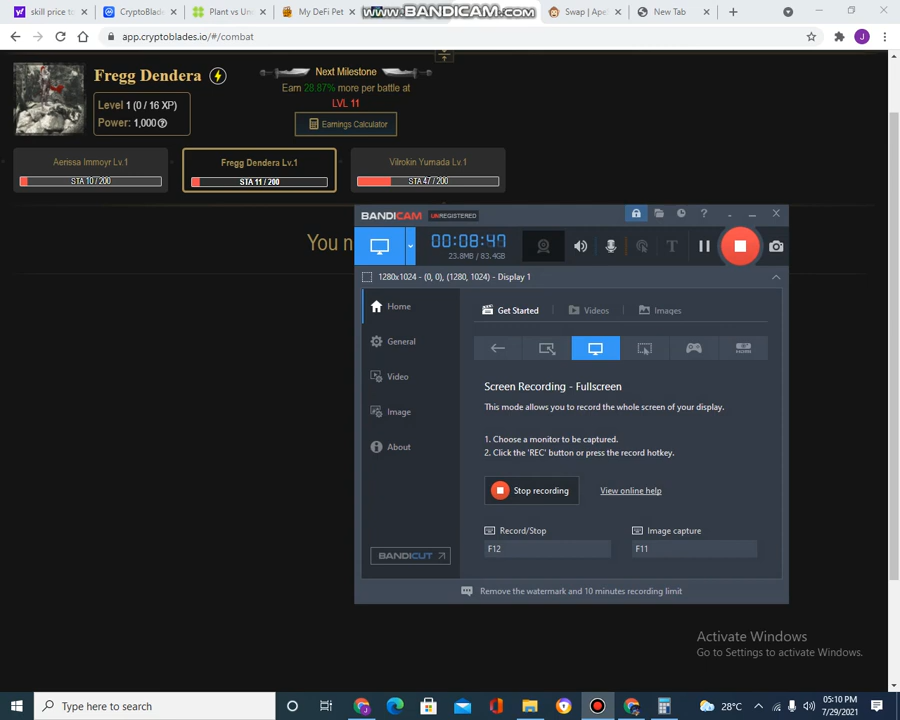 skill price to
CryptoBlade
Plant vs Un
My DeFi Pet
www.BANDICAM.com
Swap | Ape
New Tab
app.cryptoblades.io/#/combat
J
Fregg Dendera
Level 1 (0 / 16 XP)
Power: 1,000
Next Milestone
Earn 28.87% more per battle at
LVL 11
Earnings Calculator
Aerissa Immoyr Lv.1
STA 10 / 200
Fregg Dendera Lv.1
STA 11 / 200
Vilrokin Yumada Lv.1
STA 47 / 200
You n
BANDICAM UNREGISTERED
00:08:47
23.8MB / 83.4GB
1280x1024 - (0, 0), (1280, 1024) - Display 1
Home
General
Video
Image
About
BANDICUT
Get Started
Videos
Images
Screen Recording - Fullscreen
This mode allows you to record the whole screen of your display.
1. Choose a monitor to be captured.
2. Click the 'REC' button or press the record hotkey.
Stop recording
View online help
Record/Stop
F12
Image capture
F11
Remove the watermark and 10 minutes recording limit
Activate Windows
Go to Settings to activate Windows.
Type here to search
28°C
05:10 PM
7/29/2021